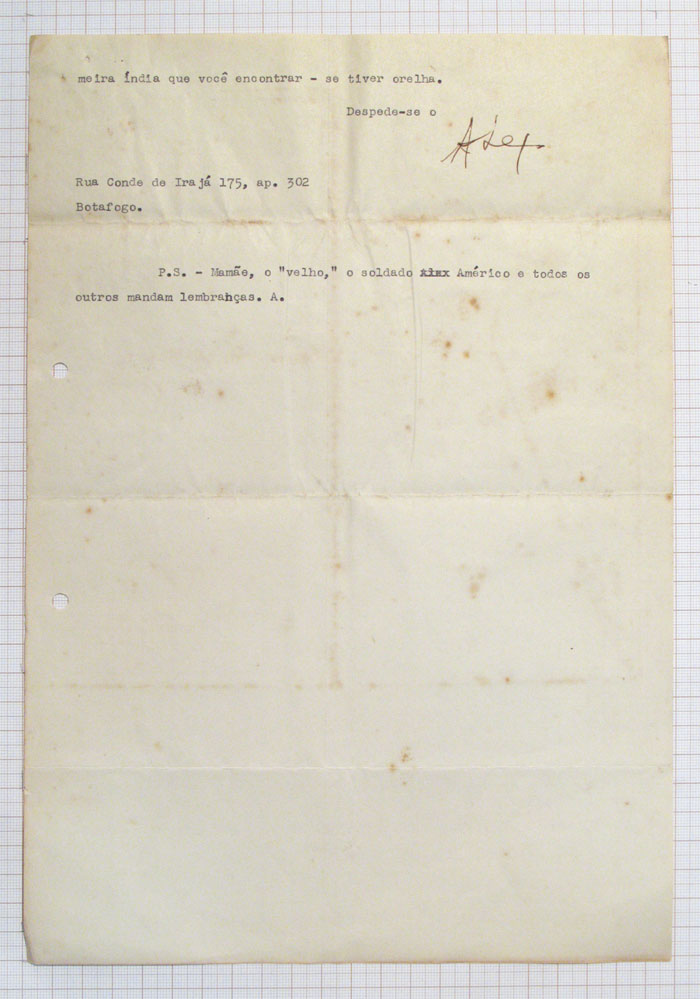 meira índia que você encontrar - se tiver orelha.
Despede-se o
Alex
Rua Conde de Irajá 175, ap. 302
Botafogo.
P.S. - Mamãe, o "velho," o soldado Américo e todos os
outros mandam lembranças. A.